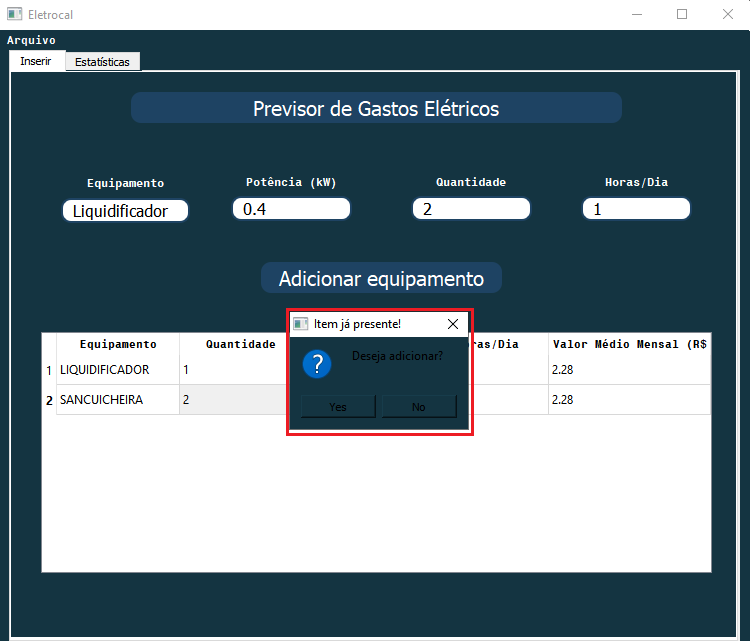 Eletrocal
Arquivo
Inserir Estatísticas
Previsor de Gastos Elétricos
Equipamento Potência (kW) Quantidade Horas/Dia
Liquidificador 0.4 2 1
Adicionar equipamento
Item já presente!
Deseja adicionar?
Yes No
Equipamento Quantidade ras/Dia Valor Médio Mensal (R$
1 LIQUIDIFICADOR 1 2.28
2 SANCUICHEIRA 2 2.28